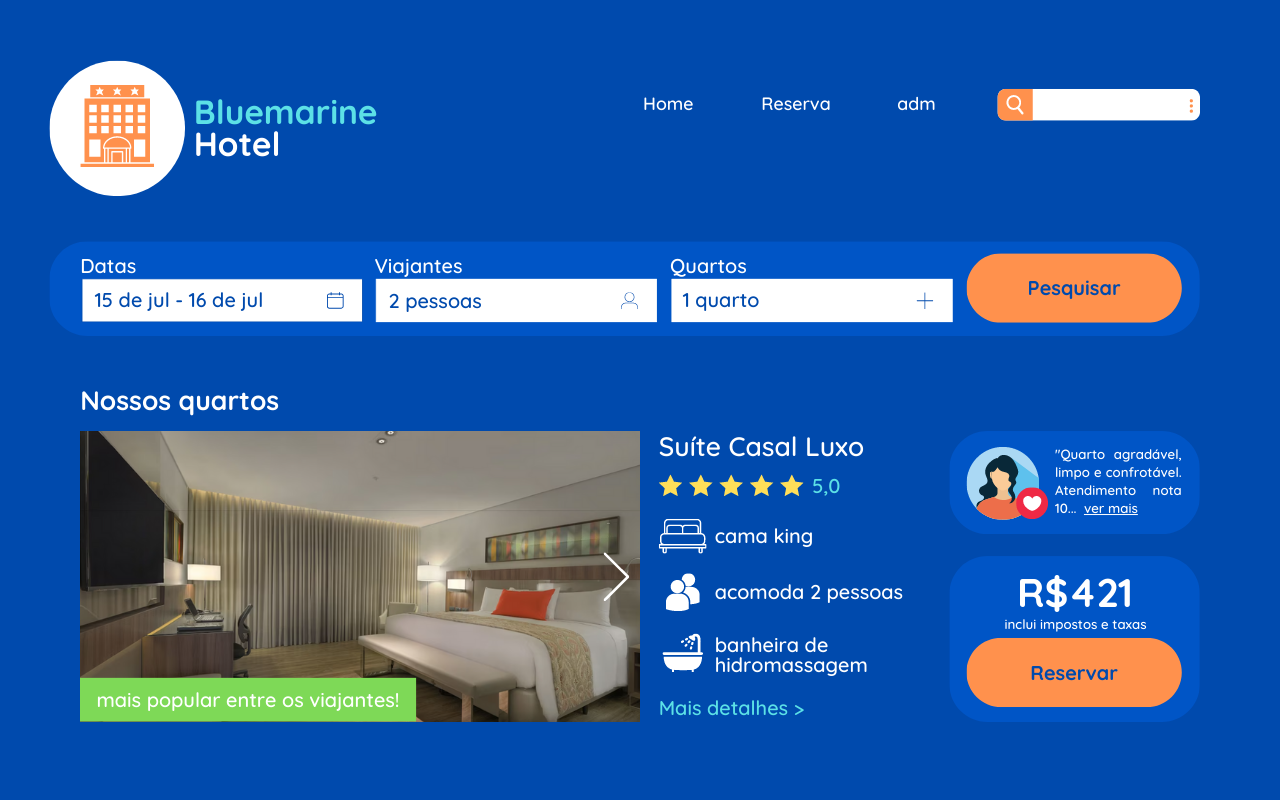 Bluemarine
Hotel
Home
Reserva
adm
Datas
15 de jul - 16 de jul
Viajantes
2 pessoas
Quartos
1 quarto
Pesquisar
Nossos quartos
mais popular entre os viajantes!
Suíte Casal Luxo
5,0
cama king
acomoda 2 pessoas
banheira de
hidromassagem
Mais detalhes >
"Quarto agradável,
limpo e confrotável.
Atendimento nota
10... ver mais
R$421
inclui impostos e taxas
Reservar